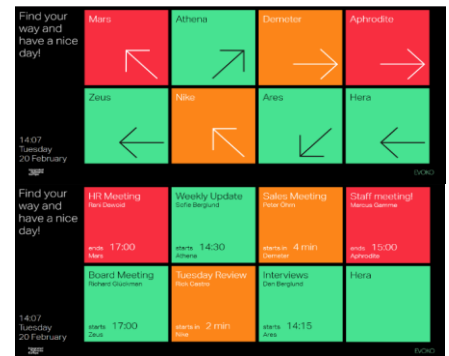 Find your
way and
have a nice
day!
Mars
Athena
Demeter
Aphrodite
Zeus
Nike
Ares
Hera
14:07
Tuesday
20 February
EVOKO
Find your
way and
have a nice
day!
HR Meeting
Weekly Update
Sofie Berglund
Sales Meeting
Peter Ohm
Staff meeting!
Marcus Gamme
ends 17:00
Mars
starts 14:30
Athena
starts in 4 min
Demeter
ends 15:00
Aphrodite
Board Meeting
Richard Glückman
Tuesday Review
Rick Castro
Interviews
Dan Berglund
Hera
starts 17:00
Zeus
starts in 2 min
Nike
starts 14:15
Ares
14:07
Tuesday
20 February
EVOKO